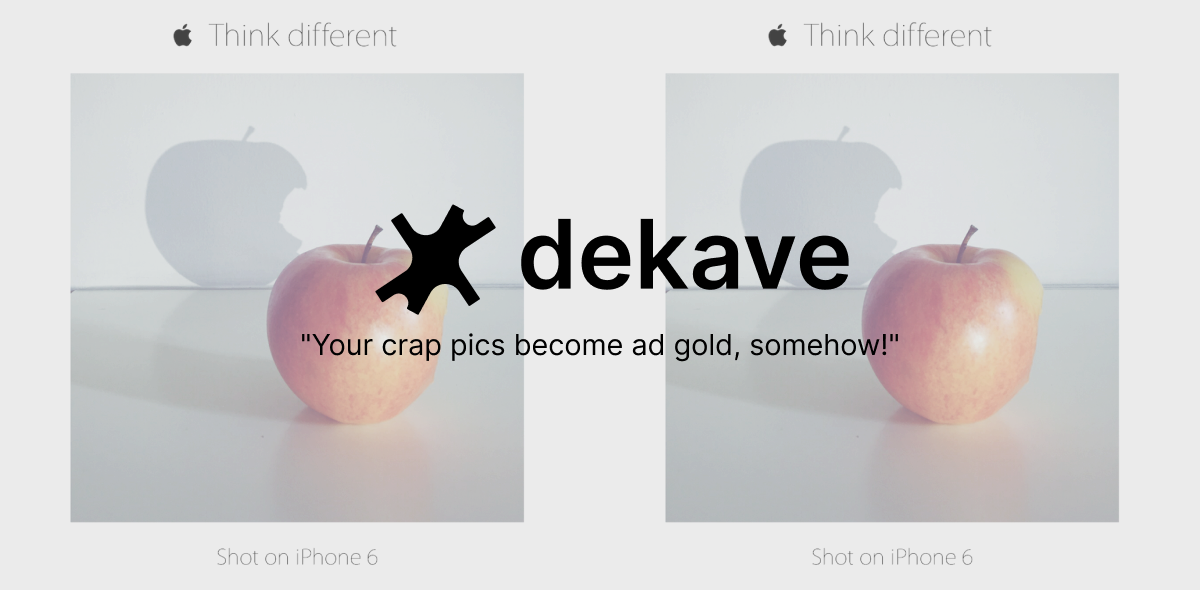 Think different
Think different
dekave
"Your crap pics become ad gold, somehow!"
Shot on iPhone 6
Shot on iPhone 6